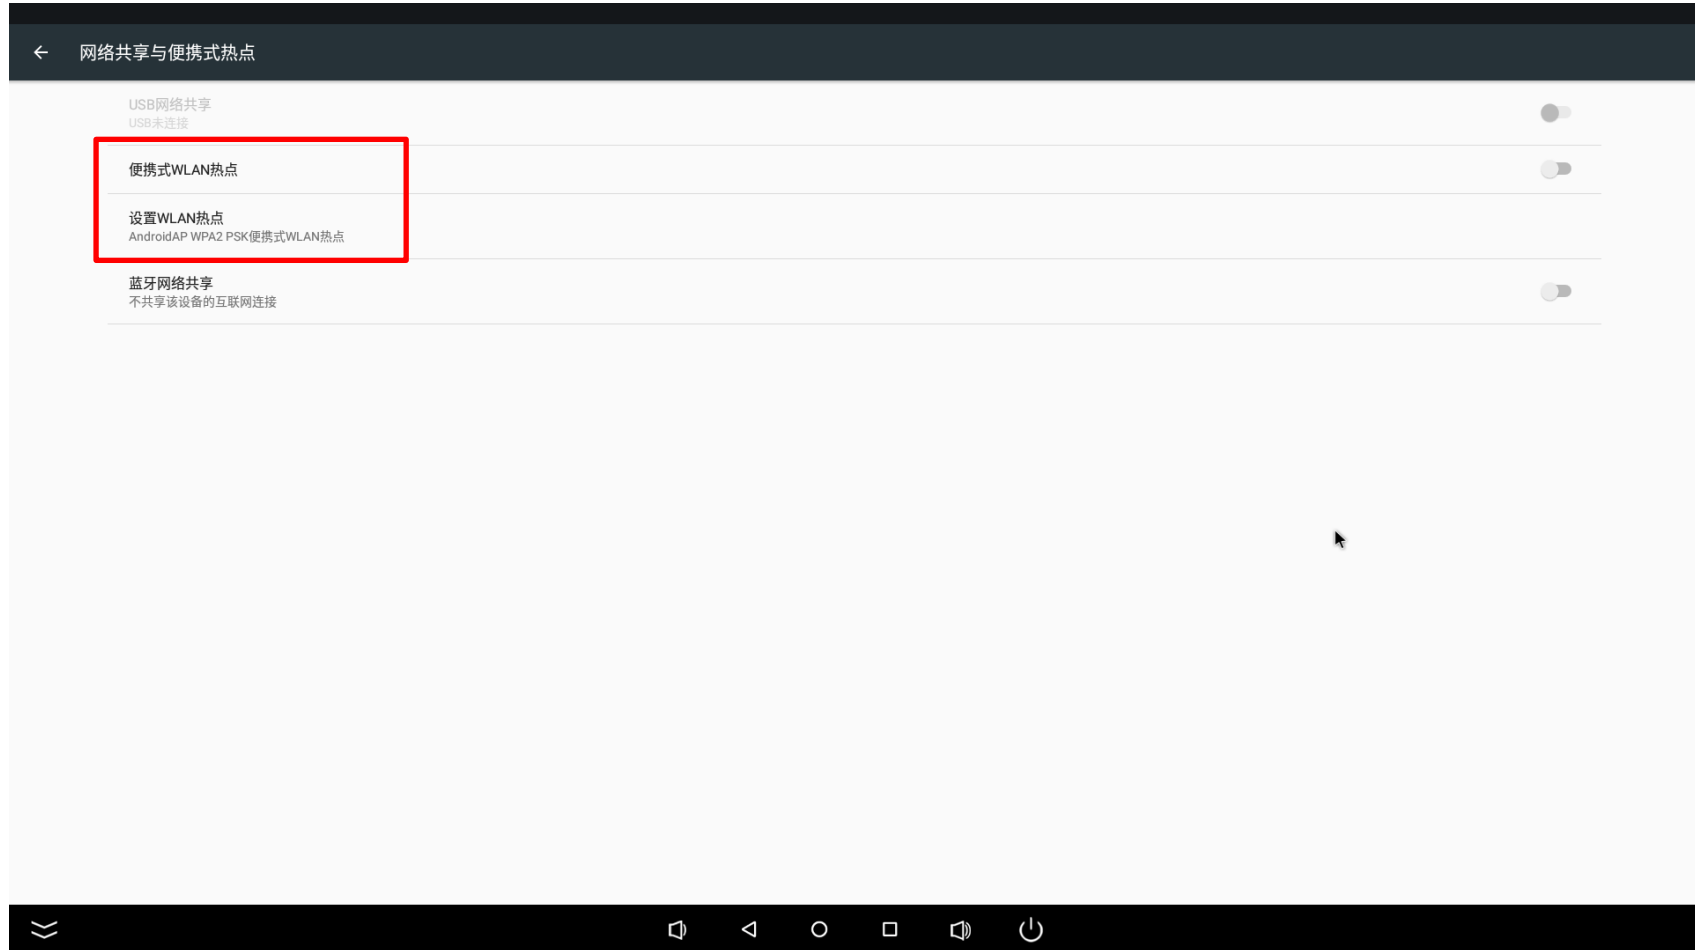 网络共享与便携式热点
USB网络共享
USB未连接
便携式WLAN热点
设置WLAN热点
AndroidAP WPA2 PSK便携式WLAN热点
蓝牙网络共享
不共享该设备的互联网连接